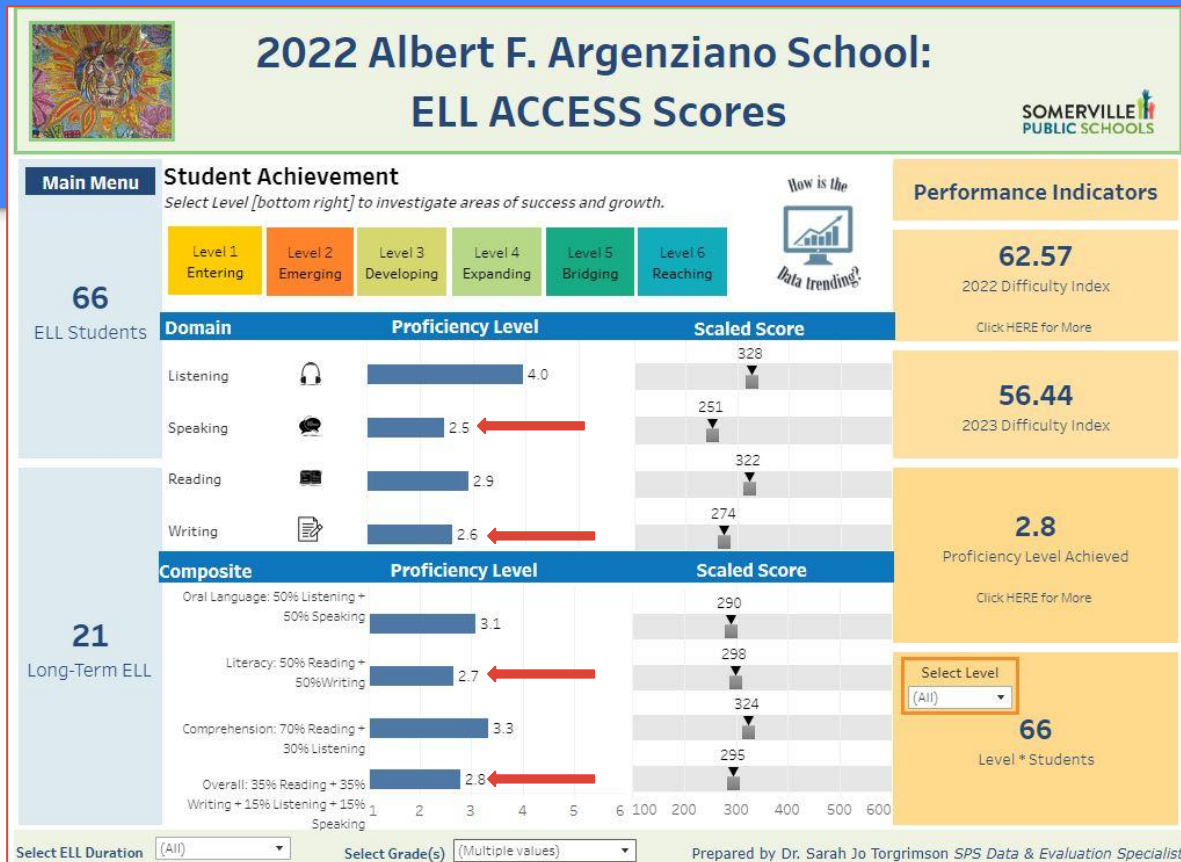 2022 Albert F. Argenziano School:
ELL ACCESS Scores
SOMERVILLE
PUBLIC SCHOOLS
Main Menu
66
ELL Students
21
Long-Term ELL
Student Achievement
Select Level [bottom right] to investigate areas of success and growth.
How is the
Data trending?
Level 1
Entering
Level 2
Emerging
Level 3
Developing
Level 4
Expanding
Level 5
Bridging
Level 6
Reaching
Domain Proficiency Level Scaled Score
Listening 4.0 328
Speaking 2.5 251
Reading 2.9 322
Writing 2.6 274
Composite Proficiency Level Scaled Score
Oral Language: 50% Listening +
50% Speaking
3.1 290
Literacy: 50% Reading +
50%Writing
2.7 298
Comprehension: 70% Reading +
30% Listening
3.3 324
Overall: 35% Reading + 35%
Writing + 15% Listening + 15%
Speaking
2.8 295
1 2 3 4 5 6 100 200 300 400 500 600
Performance Indicators
62.57
2022 Difficulty Index
Click HERE for More
56.44
2023 Difficulty Index
2.8
Proficiency Level Achieved
Click HERE for More
Select Level
(All)
66
Level * Students
Select ELL Duration (All) Select Grade(s) (Multiple values) Prepared by Dr. Sarah Jo Torgrimson SPS Data & Evaluation Specialist